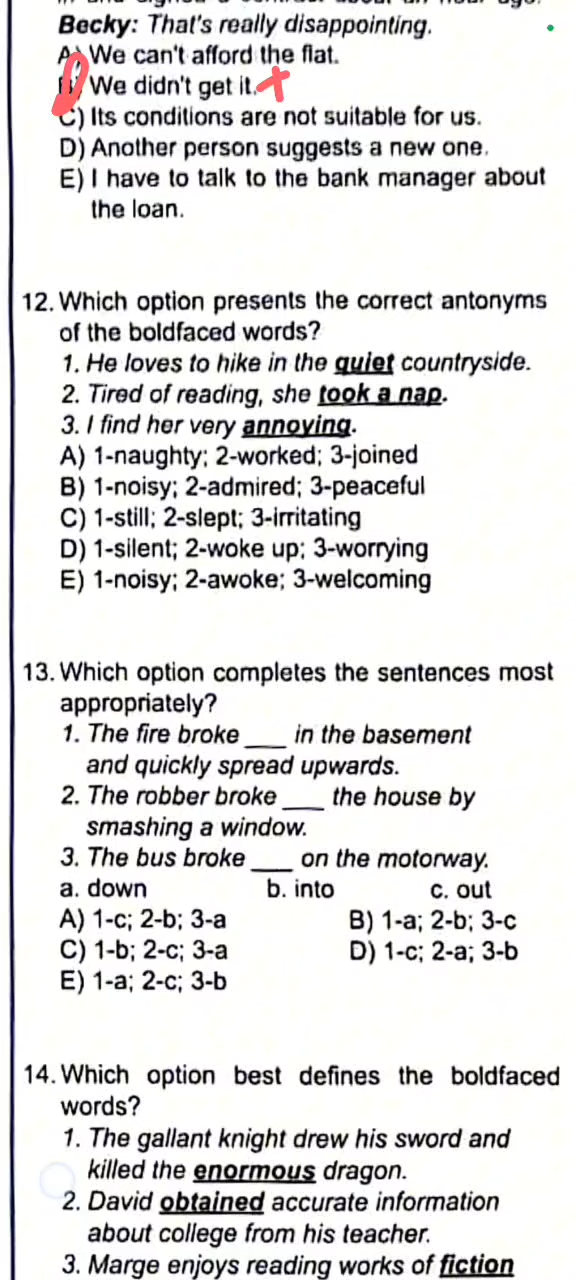 Becky: That's really disappointing.
A) We can't afford the flat.
B) We didn't get it.
C) Its conditions are not suitable for us.
D) Another person suggests a new one.
E) I have to talk to the bank manager about
the loan.
12. Which option presents the correct antonyms
of the boldfaced words?
1. He loves to hike in the quiet countryside.
2. Tired of reading, she took a nap.
3. I find her very annoying.
A) 1-naughty; 2-worked; 3-joined
B) 1-noisy; 2-admired; 3-peaceful
C) 1-still; 2-slept; 3-irritating
D) 1-silent; 2-woke up; 3-worrying
E) 1-noisy; 2-awoke; 3-welcoming
13. Which option completes the sentences most
appropriately?
1. The fire broke ___ in the basement
and quickly spread upwards.
2. The robber broke ___ the house by
smashing a window.
3. The bus broke ___ on the motorway.
a. down b. into c. out
A) 1-c; 2-b; 3-a B) 1-a; 2-b; 3-c
C) 1-b; 2-c; 3-a D) 1-c; 2-a; 3-b
E) 1-a; 2-c; 3-b
14. Which option best defines the boldfaced
words?
1. The gallant knight drew his sword and
killed the enormous dragon.
2. David obtained accurate information
about college from his teacher.
3. Marge enjoys reading works of fiction